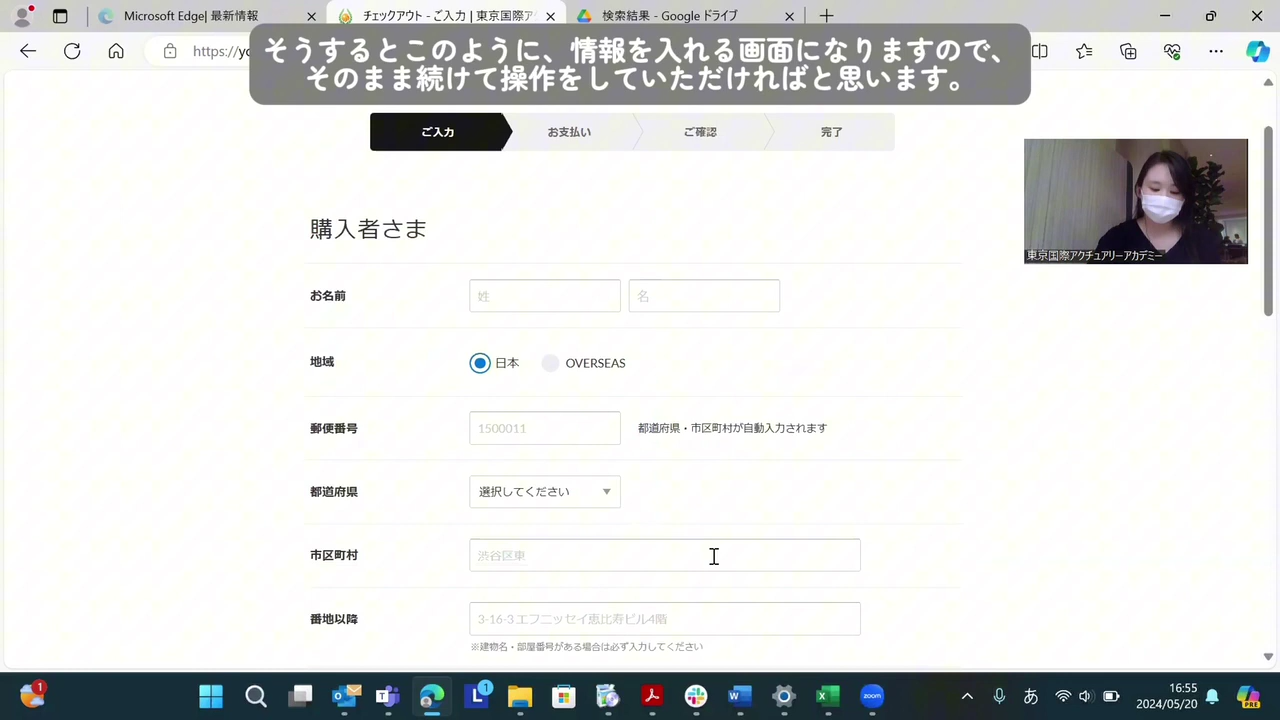 Microsoft Edge| 最新情報
チェックアウト - ご入力 | 東京国際ア
検索結果 - Google ドライブ
そうするとこのように、情報を入れる画面になりますので、
そのまま続けて操作をしていただければと思います。
ご入力
お支払い
ご確認
完了
購入者さま
東京国際アクチュアリーアカデミー
お名前
姓
名
地域
日本
OVERSEAS
郵便番号
1500011
都道府県・市区町村が自動入力されます
都道府県
選択してください
市区町村
渋谷区東
番地以降
3-16-3 エフニッセイ恵比寿ビル4階
※建物名・部屋番号がある場合は必ず入力してください
1
1
zoom
あ
16:55
2024/05/20
PRE